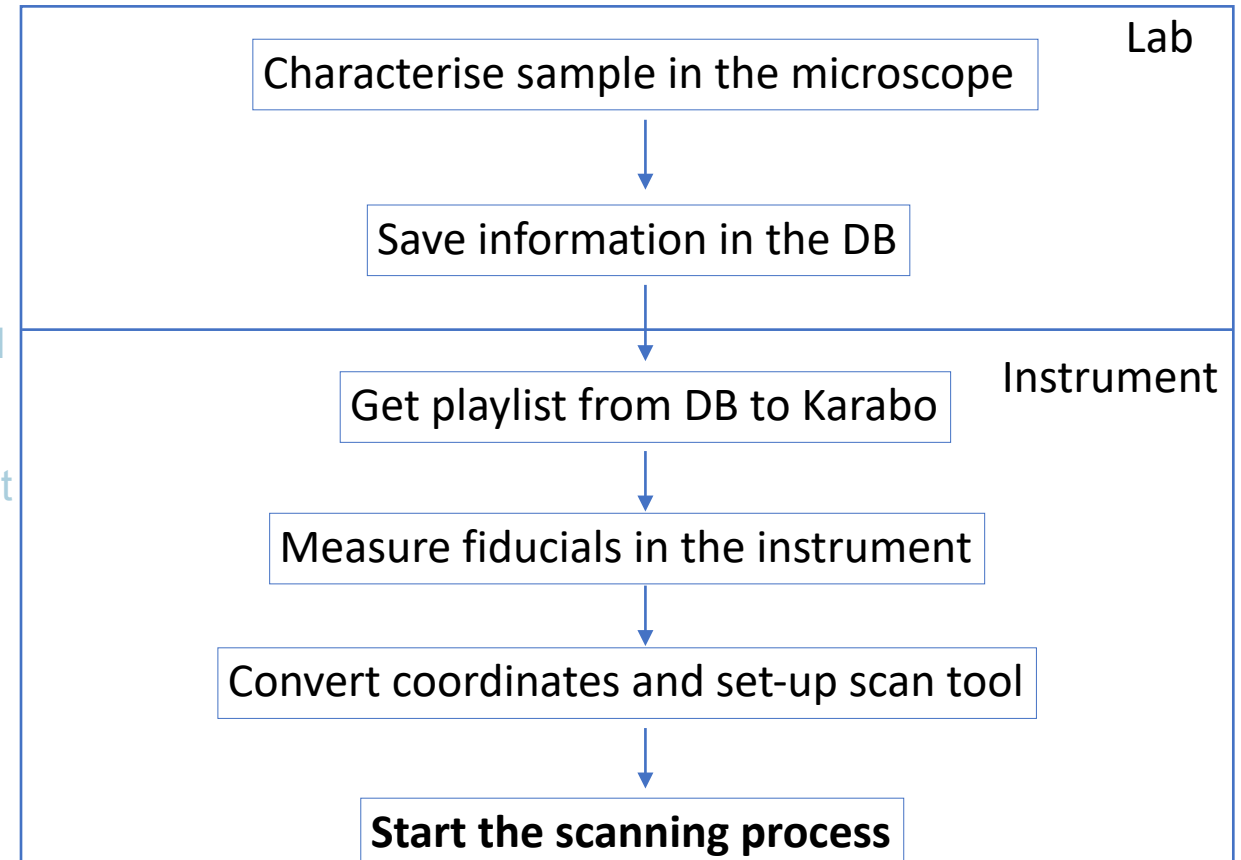 Lab
Characterise sample in the microscope
Save information in the DB
Instrument
Get playlist from DB to Karabo
Measure fiducials in the instrument
Convert coordinates and set-up scan tool
Start the scanning process